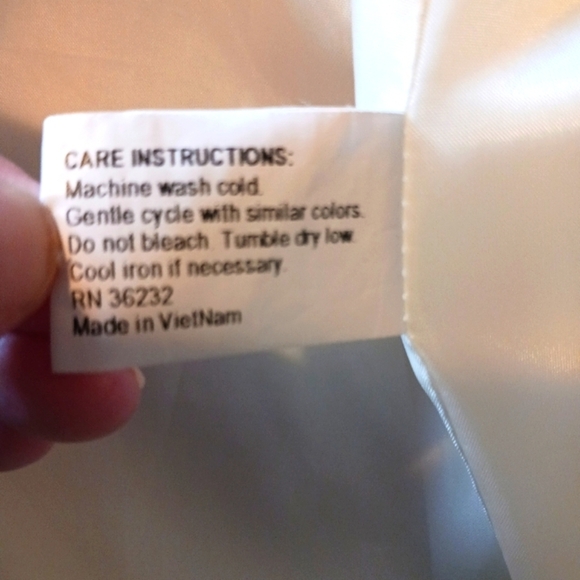 CARE INSTRUCTIONS:
Machine wash cold.
Gentle cycle with similar colors.
Do not bleach. Tumble dry low.
Cool iron if necessary.
RN 36232
Made in VietNam